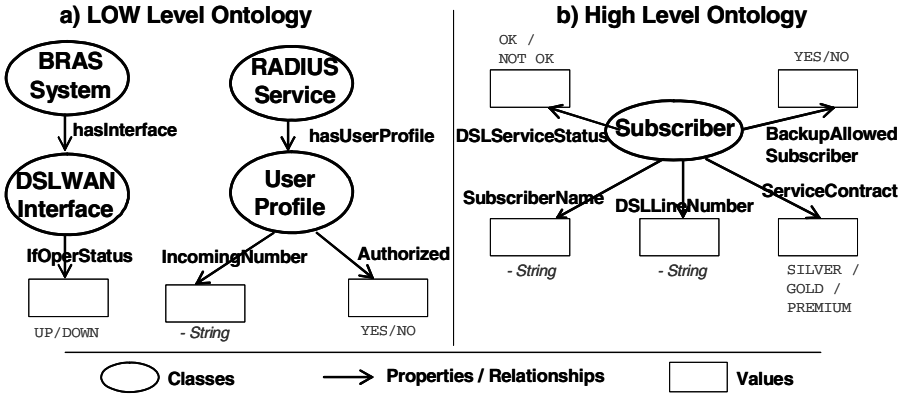 a) LOW Level Ontology
BRAS
System
hasInterface
DSLWAN
Interface
IfOperStatus
UP/DOWN
RADIUS
Service
hasUserProfile
User
Profile
IncomingNumber
- String
Authorized
YES/NO
b) High Level Ontology
OK /
NOT OK
YES/NO
DSLServiceStatus
Subscriber
BackupAllowed
Subscriber
SubscriberName
- String
DSLLineNumber
- String
ServiceContract
SILVER /
GOLD /
PREMIUM
Classes
Properties / Relationships
Values